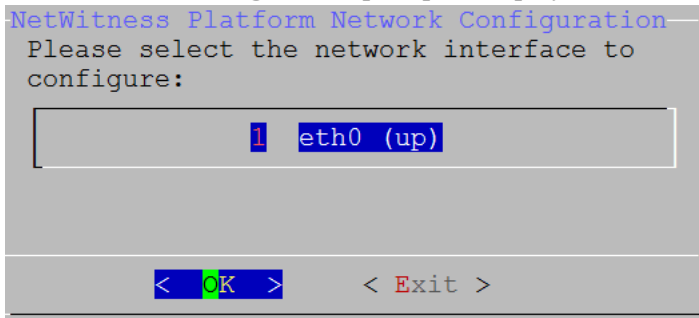 NetWitness Platform Network Configuration
Please select the network interface to
configure:
1 eth0 (up)
< OK > < Exit >